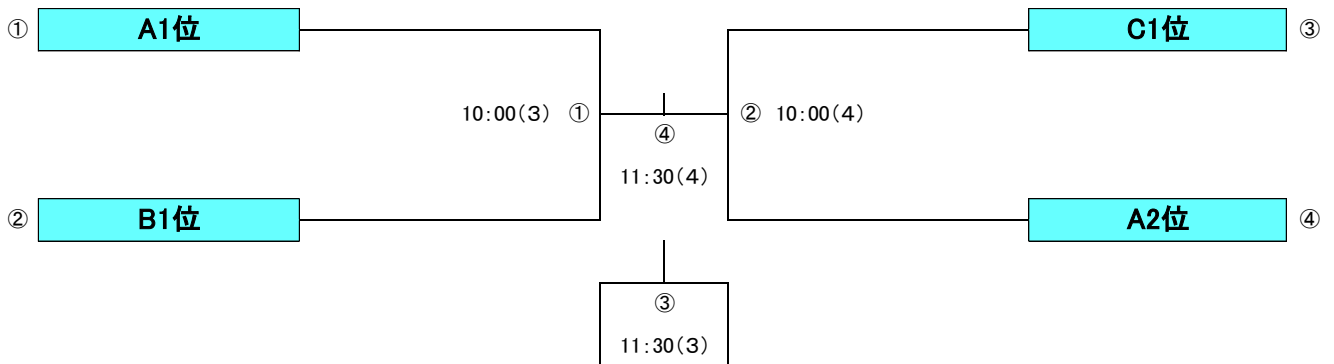 ① A1位 C1位 ③
10:00(3) ① ② 10:00(4)
④
11:30(4)
② B1位 A2位 ④
③
11:30(3)